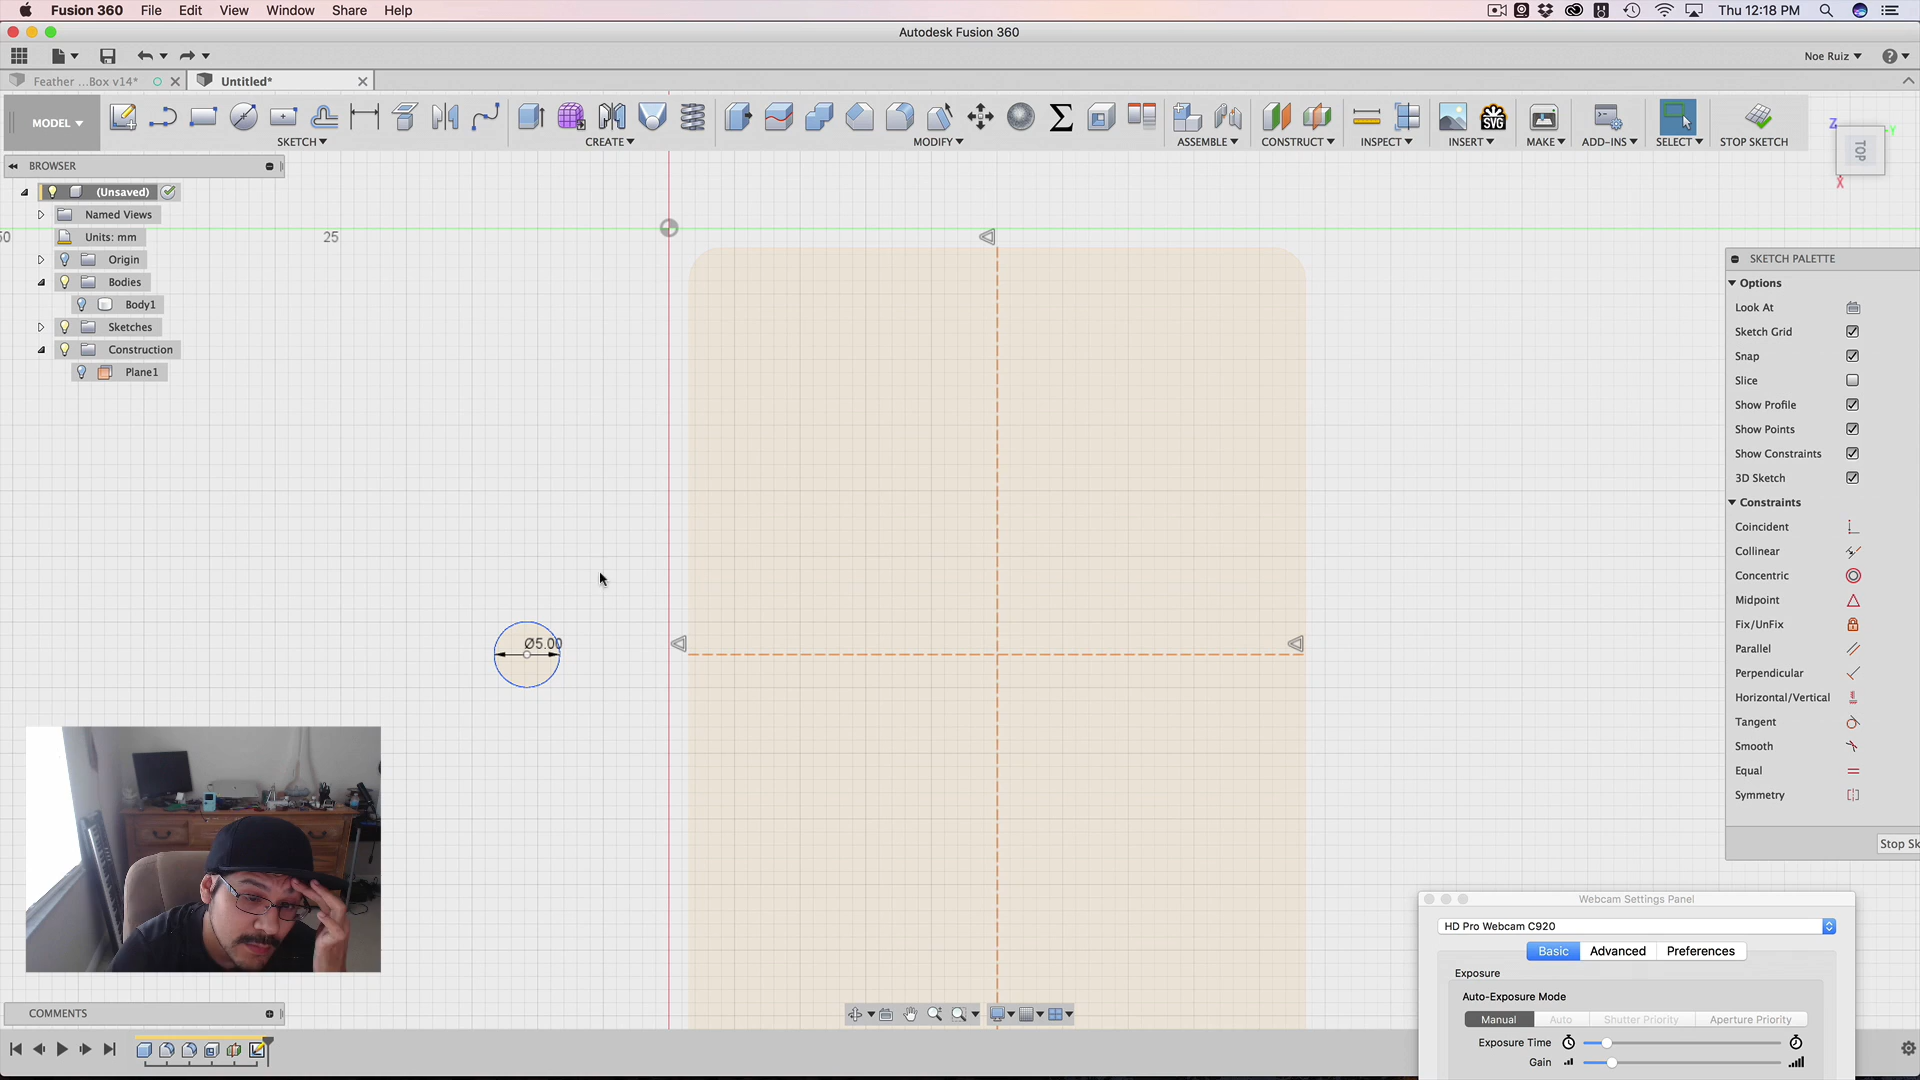 Fusion 360 File Edit View Window Share Help Thu 12:18 PM
Autodesk Fusion 360
Noe Ruiz
Feather ...Box v14* Untitled*
MODEL SKETCH CREATE MODIFY ASSEMBLE CONSTRUCT INSPECT INSERT MAKE ADD-INS SELECT STOP SKETCH
SVG
Z Y
TOP
X
BROWSER
(Unsaved)
Named Views
Units: mm
Origin
Bodies
Body1
Sketches
Construction
Plane1
25
Ø5.00
SKETCH PALETTE
Options
Look At
Sketch Grid
Snap
Slice
Show Profile
Show Points
Show Constraints
3D Sketch
Constraints
Coincident
Collinear
Concentric
Midpoint
Fix/UnFix
Parallel
Perpendicular
Horizontal/Vertical
Tangent
Smooth
Equal
Symmetry
Stop Sk
Webcam Settings Panel
HD Pro Webcam C920
Basic Advanced Preferences
Exposure
Auto-Exposure Mode
Manual Auto Shutter Priority Aperture Priority
Exposure Time
Gain
COMMENTS